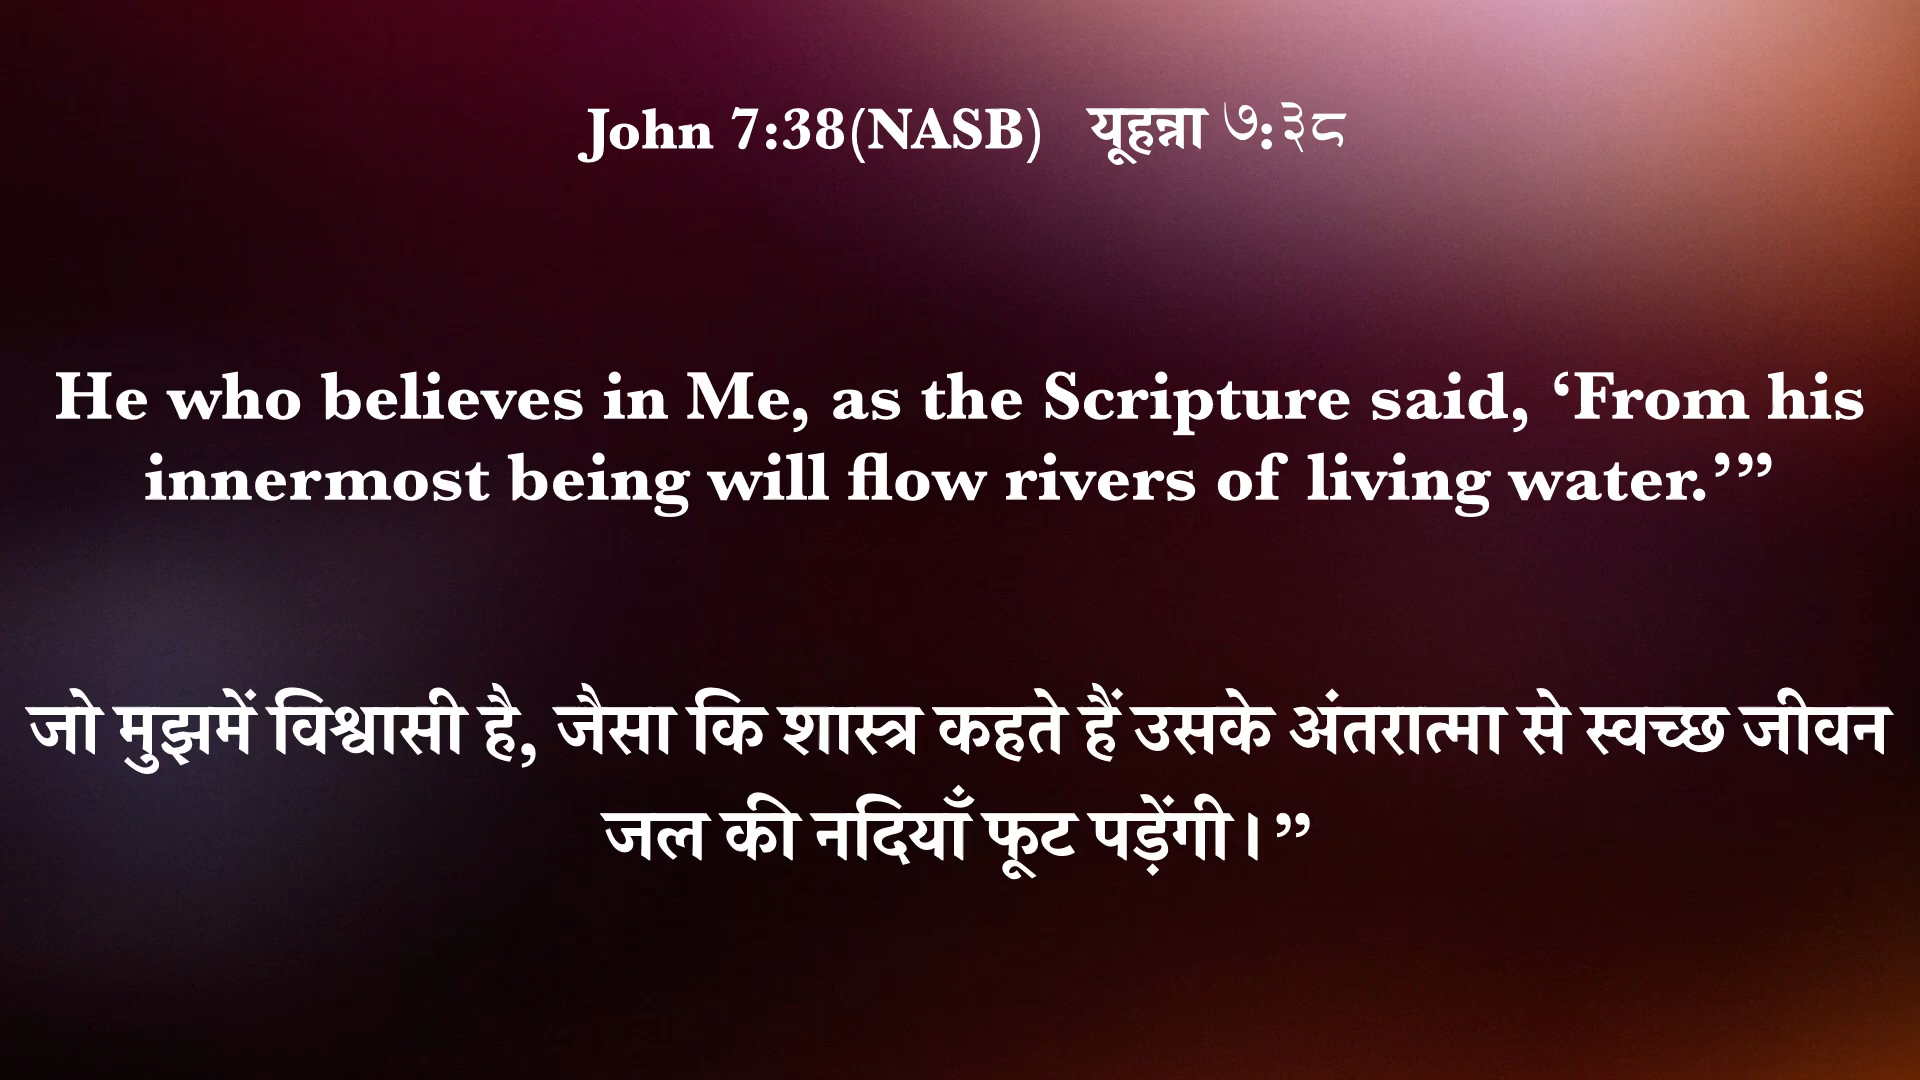 John 7:38(NASB) यूहन्ना ७:३८
He who believes in Me, as the Scripture said, ‘From his
innermost being will flow rivers of living water.’”
जो मुझमें विश्वासी है, जैसा कि शास्त्र कहते हैं उसके अंतरात्मा से स्वच्छ जीवन
जल की नदियाँ फूट पड़ेंगी।”